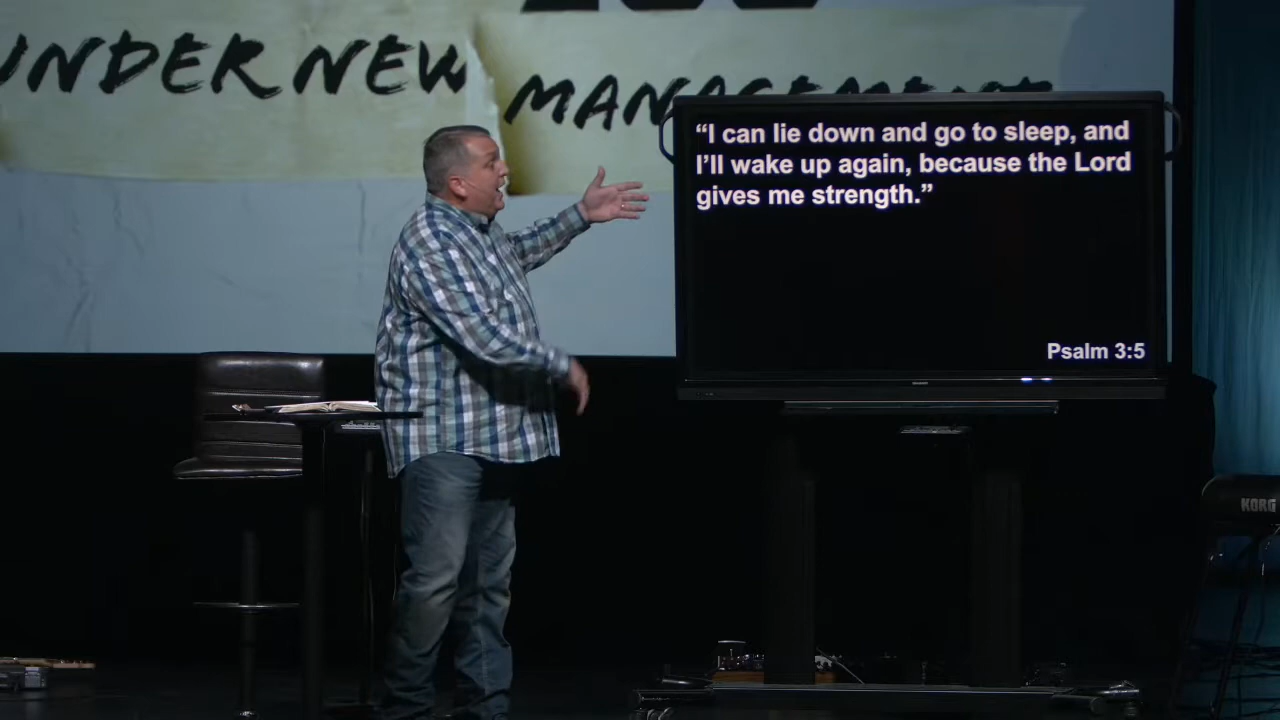 UNDER NEW
MANAGEMENT
“I can lie down and go to sleep, and
I’ll wake up again, because the Lord
gives me strength.”
Psalm 3:5
KORG